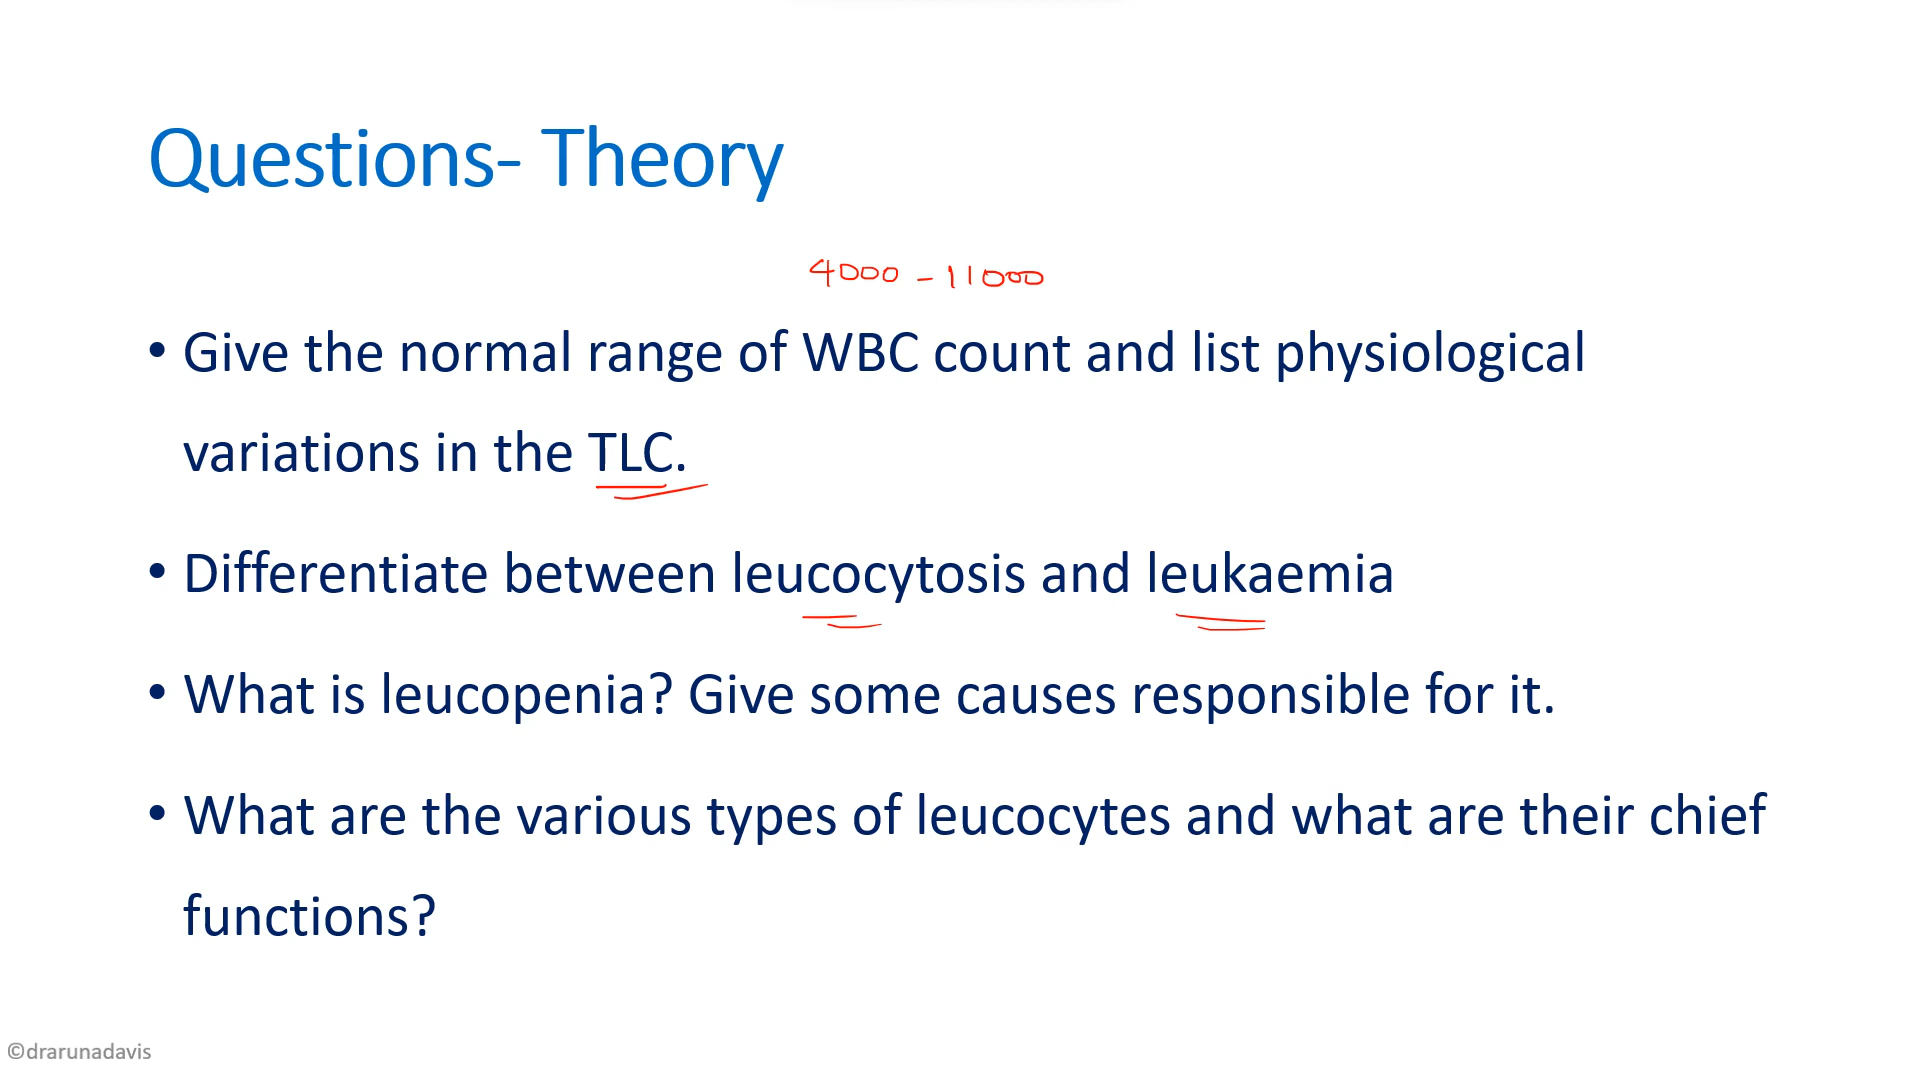 Questions- Theory
4000 - 11000
• Give the normal range of WBC count and list physiological
variations in the TLC.
• Differentiate between leucocytosis and leukaemia
• What is leucopenia? Give some causes responsible for it.
• What are the various types of leucocytes and what are their chief
functions?
©drarunadavis